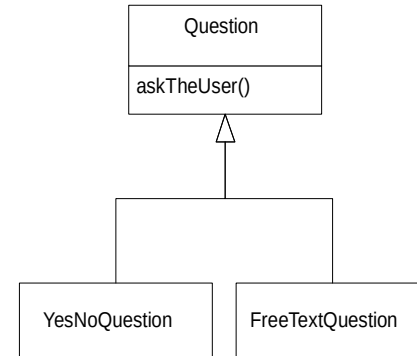 Question
askTheUser()
YesNoQuestion
FreeTextQuestion